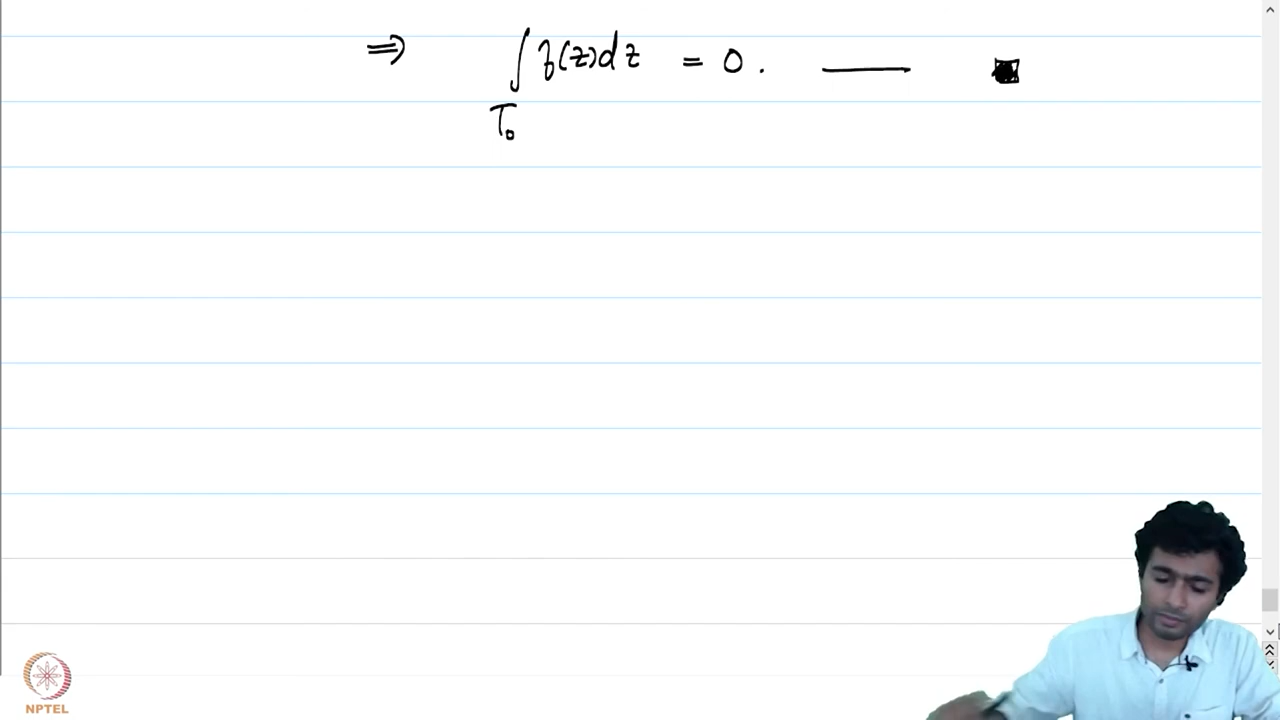 ⇒ ∫ f(z)dz = 0. ——— ■
T₀
NPTEL